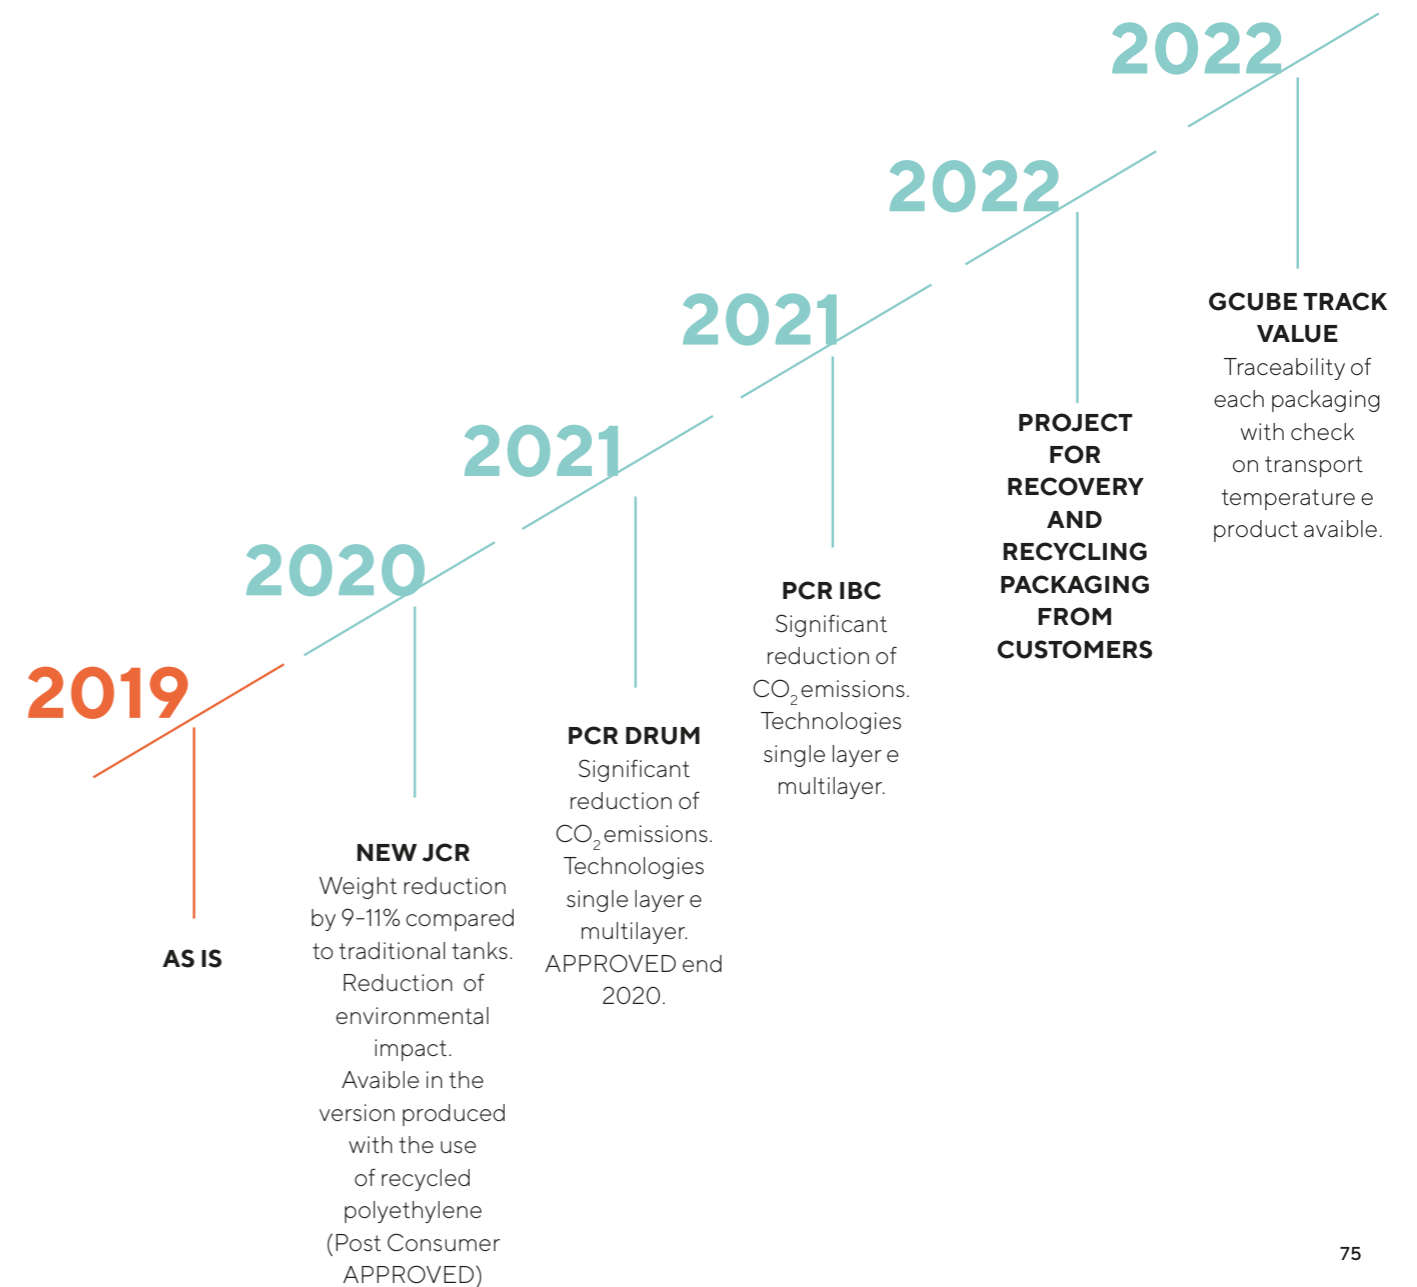 2019
AS IS
2020
NEW JCR
Weight reduction
by 9-11% compared
to traditional tanks.
Reduction of
environmental
impact.
Avaible in the
version produced
with the use
of recycled
polyethylene
(Post Consumer
APPROVED)
2021
PCR DRUM
Significant
reduction of
CO₂ emissions.
Technologies
single layer e
multilayer.
APPROVED end
2020.
2021
PCR IBC
Significant
reduction of
CO₂ emissions.
Technologies
single layer e
multilayer.
2022
PROJECT
FOR
RECOVERY
AND
RECYCLING
PACKAGING
FROM
CUSTOMERS
2022
GCUBE TRACK
VALUE
Traceability of
each packaging
with check
on transport
temperature e
product avaible.
75